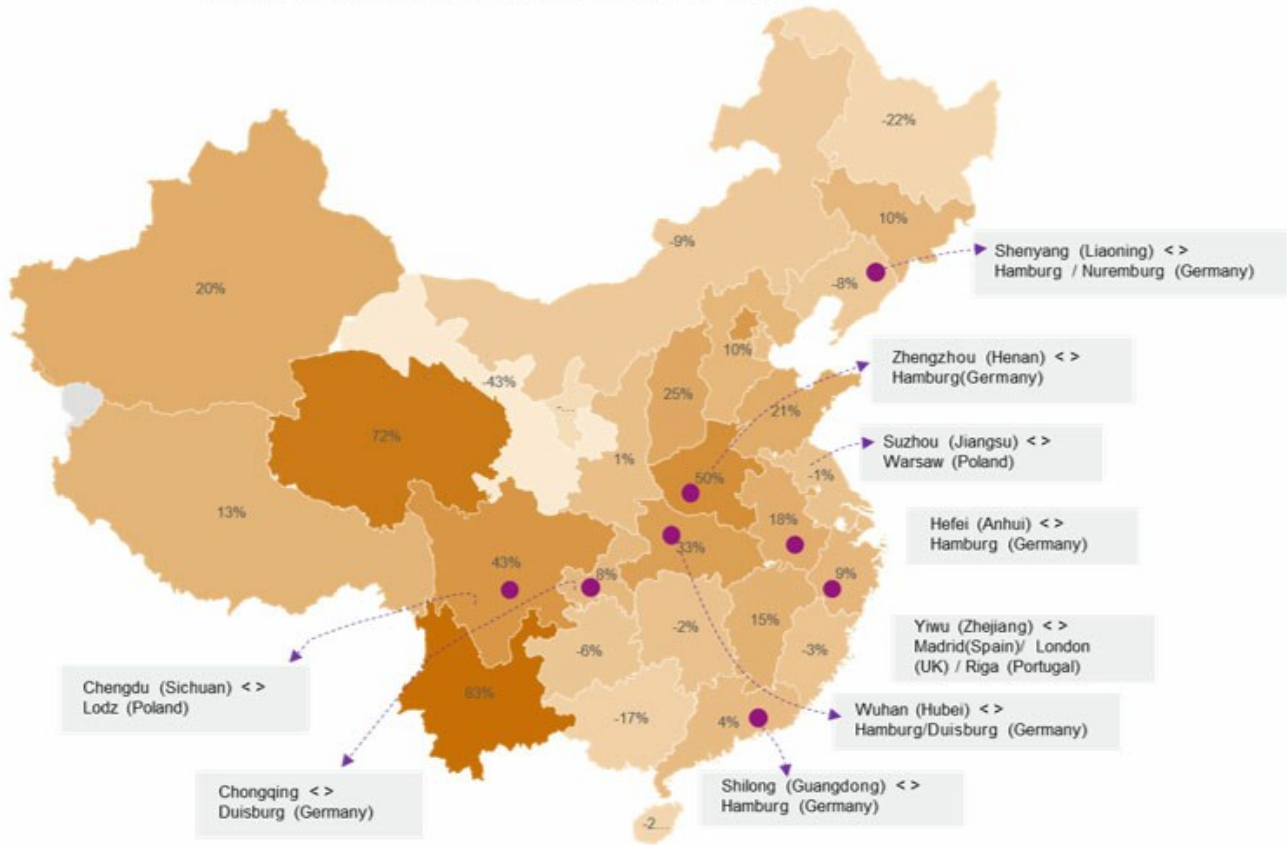 -22%
10%
-9%
Shenyang (Liaoning) < >
Hamburg / Nuremburg (Germany)
-8%
20%
10%
Zhengzhou (Henan) < >
Hamburg(Germany)
-43%
-...
25%
21%
72%
1%
50%
Suzhou (Jiangsu) < >
Warsaw (Poland)
-1%
13%
18%
Hefei (Anhui) < >
Hamburg (Germany)
43%
8%
33%
9%
-6%
-2%
15%
-3%
Yiwu (Zhejiang) < >
Madrid(Spain)/ London
(UK) / Riga (Portugal)
Chengdu (Sichuan) < >
Lodz (Poland)
83%
-17%
4%
Wuhan (Hubei) < >
Hamburg/Duisburg (Germany)
Chongqing < >
Duisburg (Germany)
Shilong (Guangdong) < >
Hamburg (Germany)
-2...